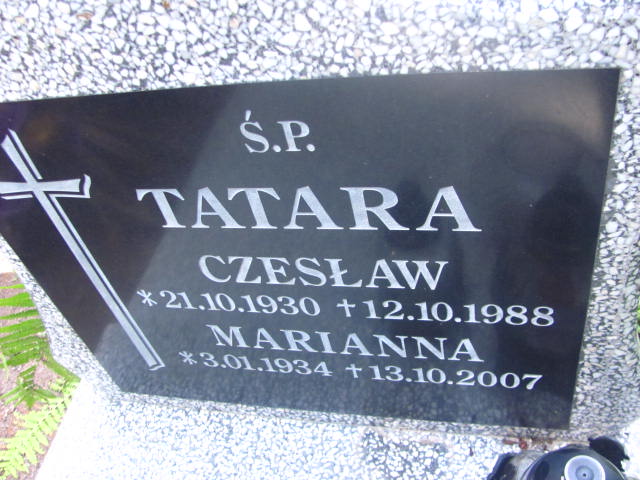 Ś.P.
TATARA
CZESŁAW
*21.10.1930 †12.10.1988
MARIANNA
*3.01.1934 †13.10.2007